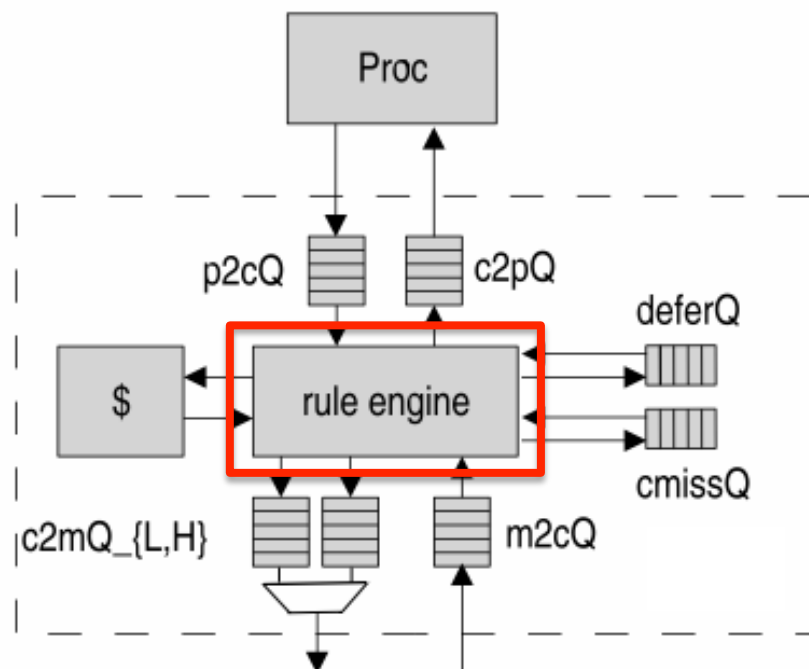 Proc
p2cQ
c2pQ
deferQ
$
rule engine
cmissQ
c2mQ_{L,H}
m2cQ